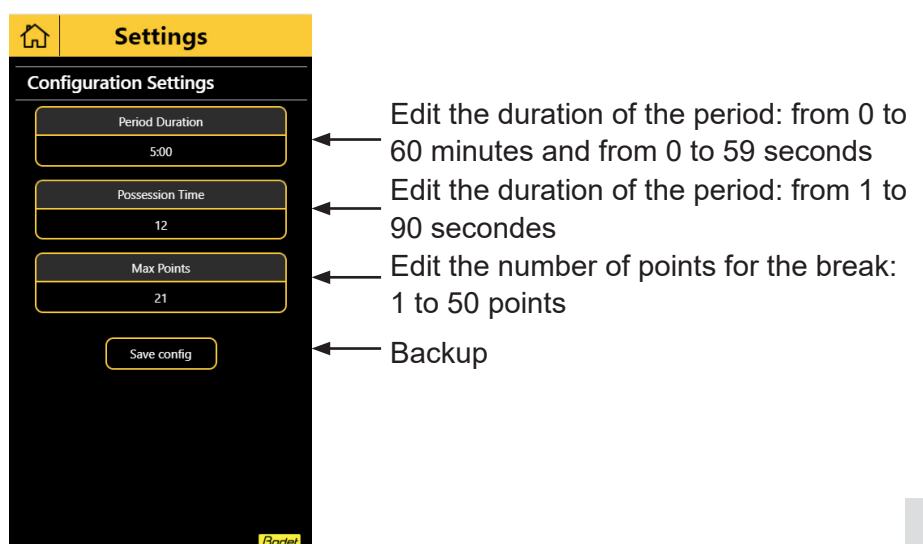 Settings
Configuration Settings
Period Duration
5:00
Edit the duration of the period: from 0 to
60 minutes and from 0 to 59 seconds
Possession Time
12
Edit the duration of the period: from 1 to
90 secondes
Max Points
21
Edit the number of points for the break:
1 to 50 points
Save config
Backup
Bodet